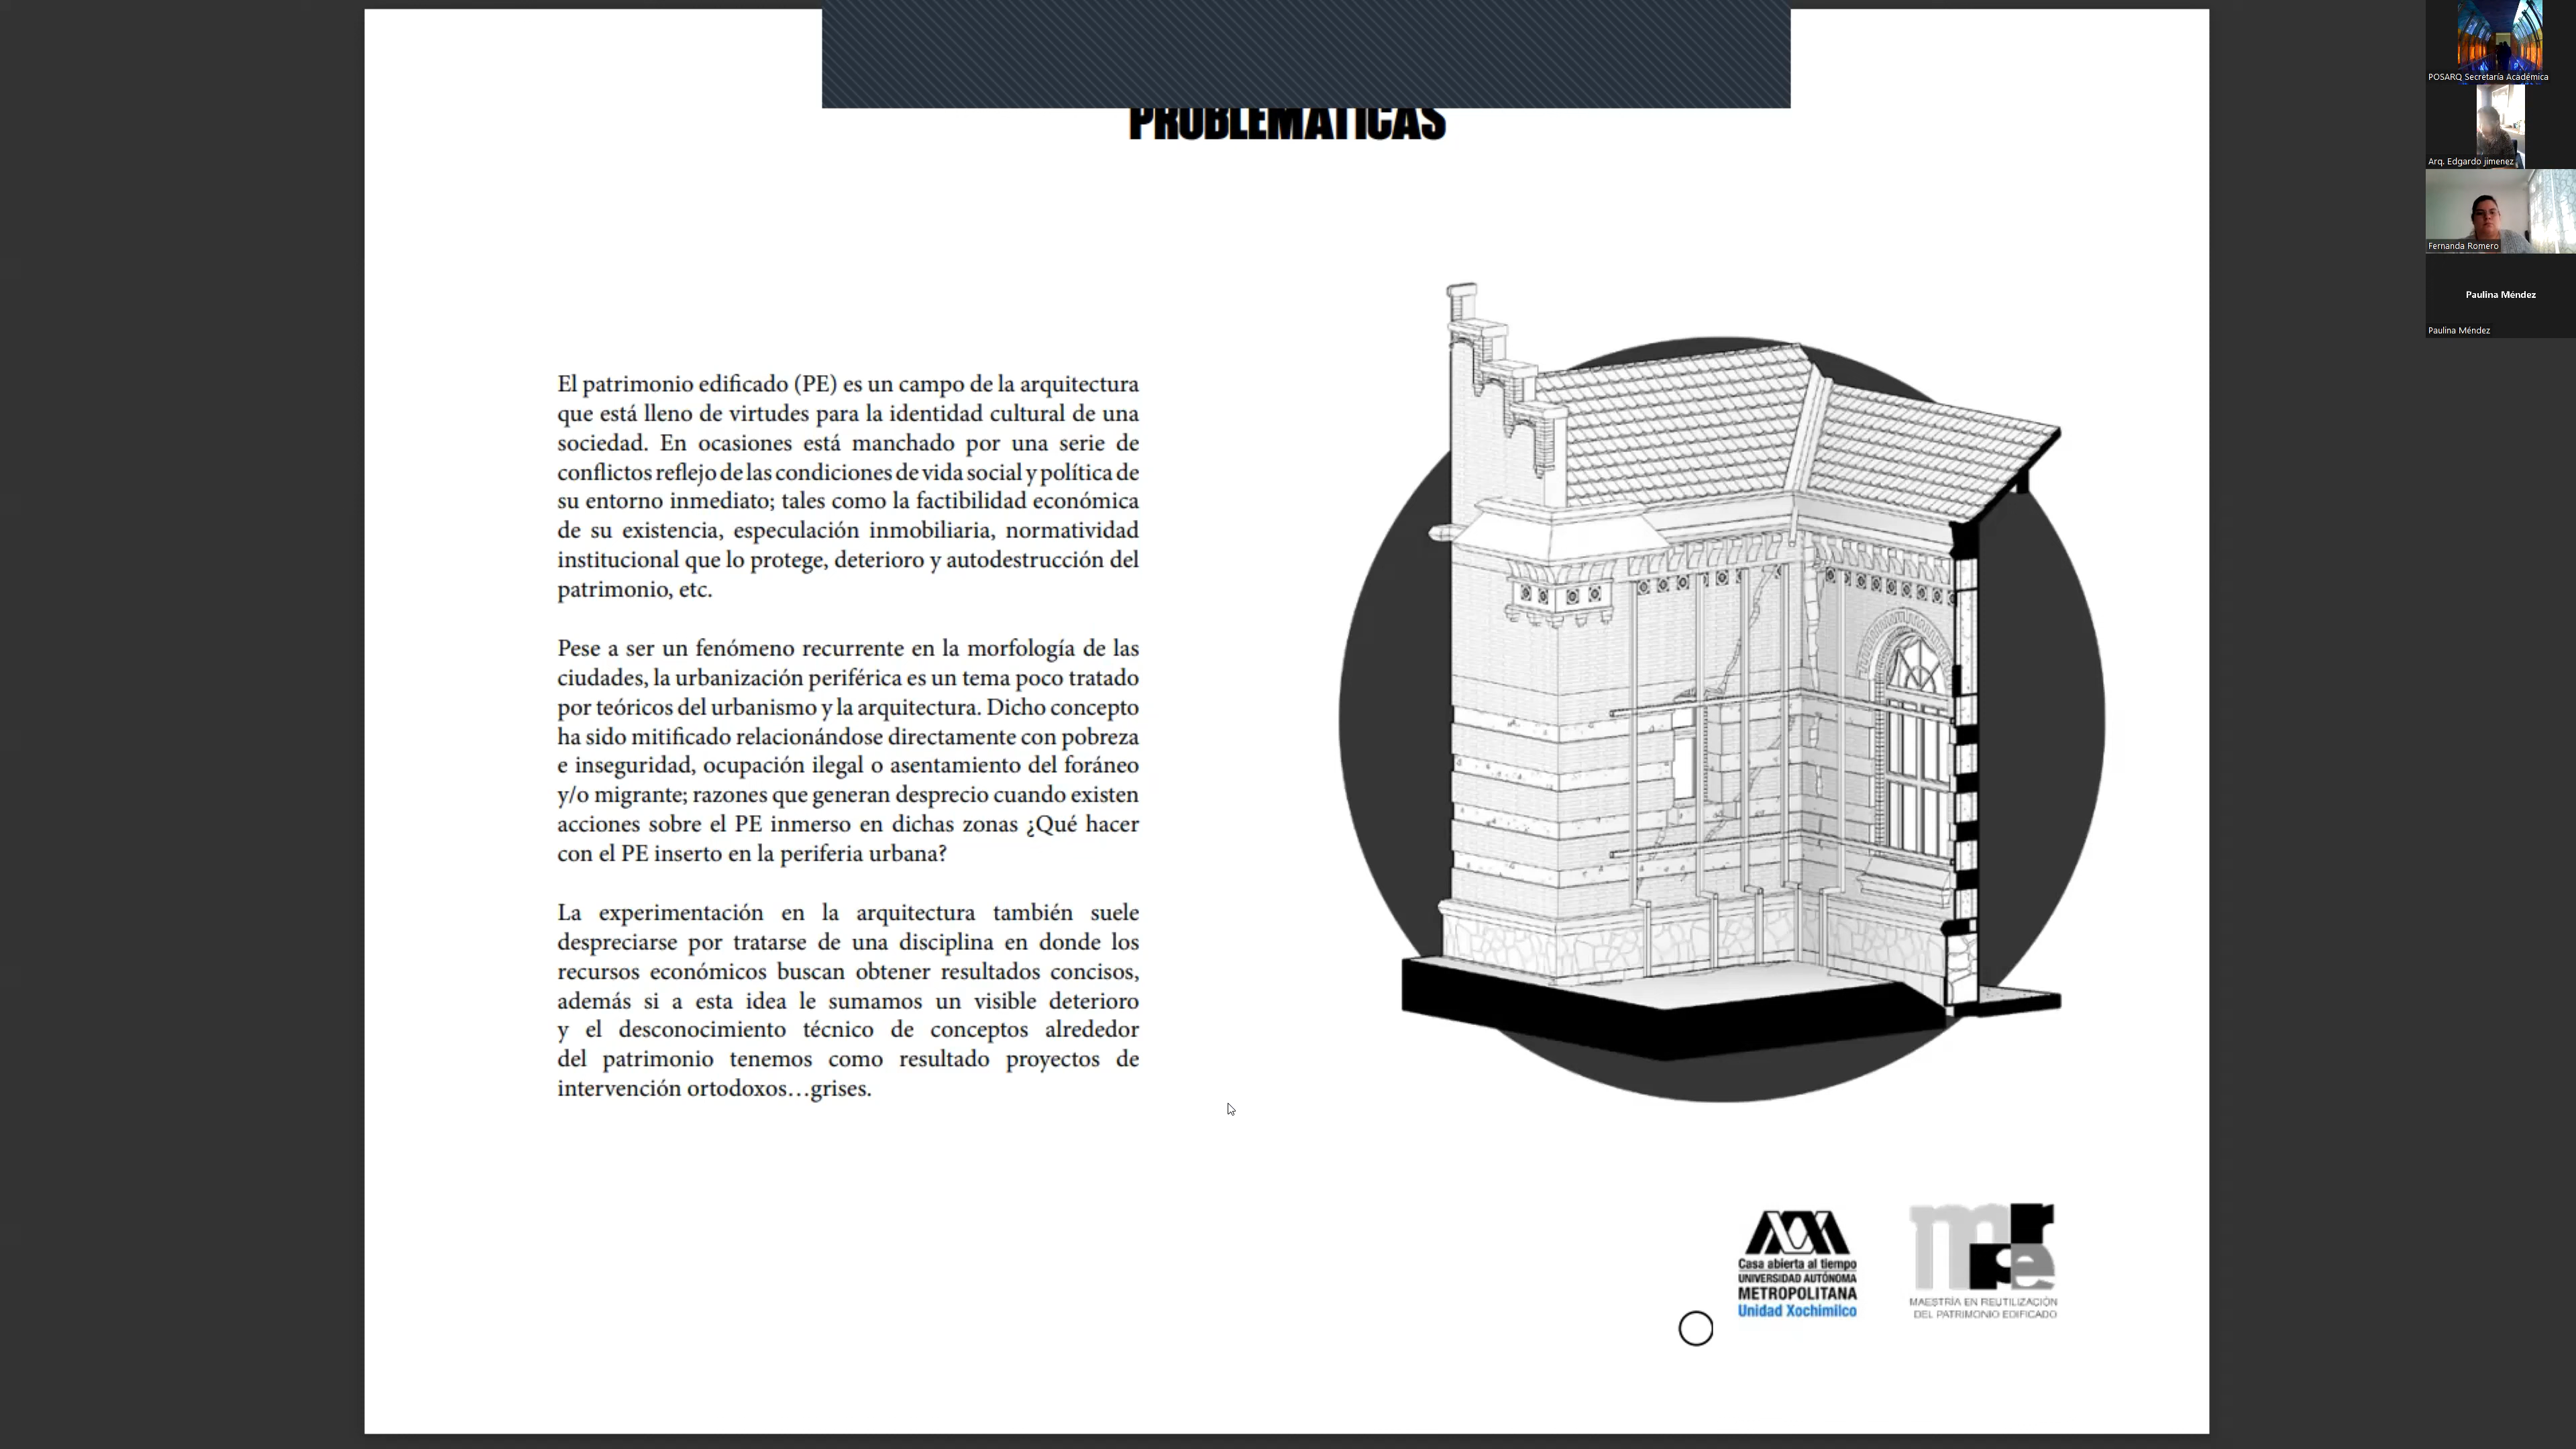 PROBLEMÁTICAS
El patrimonio edificado (PE) es un campo de la arquitectura
que está lleno de virtudes para la identidad cultural de una
sociedad. En ocasiones está manchado por una serie de
conflictos reflejo de las condiciones de vida social y política de
su entorno inmediato; tales como la factibilidad económica
de su existencia, especulación inmobiliaria, normatividad
institucional que lo protege, deterioro y autodestrucción del
patrimonio, etc.
Pese a ser un fenómeno recurrente en la morfología de las
ciudades, la urbanización periférica es un tema poco tratado
por teóricos del urbanismo y la arquitectura. Dicho concepto
ha sido mitificado relacionándose directamente con pobreza
e inseguridad, ocupación ilegal o asentamiento del foráneo
y/o migrante; razones que generan desprecio cuando existen
acciones sobre el PE inmerso en dichas zonas ¿Qué hacer
con el PE inserto en la periferia urbana?
La experimentación en la arquitectura también suele
despreciarse por tratarse de una disciplina en donde los
recursos económicos buscan obtener resultados concisos,
además si a esta idea le sumamos un visible deterioro
y el desconocimiento técnico de conceptos alrededor
del patrimonio tenemos como resultado proyectos de
intervención ortodoxos…grises.
Casa abierta al tiempo
UNIVERSIDAD AUTÓNOMA
METROPOLITANA
Unidad Xochimilco
mrpe
MAESTRÍA EN REUTILIZACIÓN
DEL PATRIMONIO EDIFICADO
POSARQ Secretaría Académica
Arq. Edgardo jimenez
Fernanda Romero
Paulina Méndez
Paulina Méndez